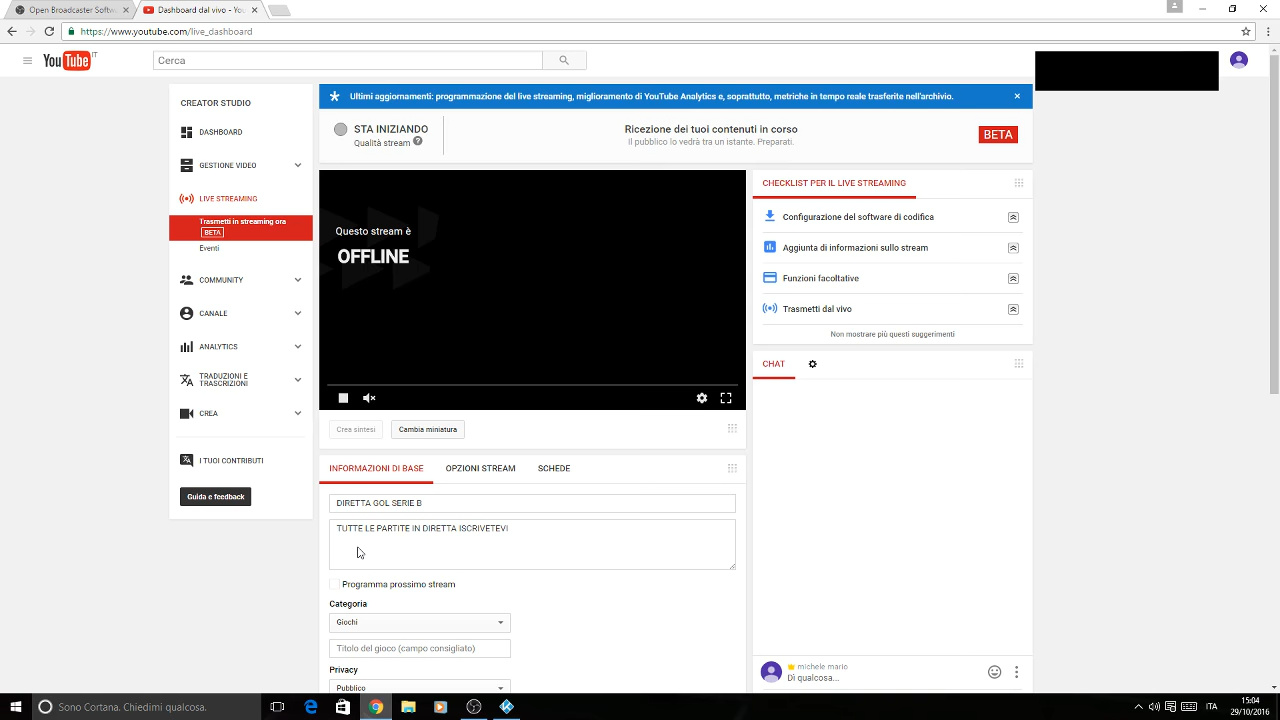 Open Broadcaster Softw
Dashboard dal vivo - Yo
https://www.youtube.com/live_dashboard
YouTube IT
Cerca
CREATOR STUDIO
DASHBOARD
GESTIONE VIDEO
LIVE STREAMING
Trasmetti in streaming ora
BETA
Eventi
COMMUNITY
CANALE
ANALYTICS
TRADUZIONI E
TRASCRIZIONI
CREA
I TUOI CONTRIBUTI
Guida e feedback
Ultimi aggiornamenti: programmazione del live streaming, miglioramento di YouTube Analytics e, soprattutto, metriche in tempo reale trasferite nell'archivio.
STA INIZIANDO
Qualità stream ?
Ricezione dei tuoi contenuti in corso
Il pubblico lo vedrà tra un istante. Preparati.
BETA
Questo stream è
OFFLINE
Crea sintesi
Cambia miniatura
INFORMAZIONI DI BASE
OPZIONI STREAM
SCHEDE
DIRETTA GOL SERIE B
TUTTE LE PARTITE IN DIRETTA ISCRIVETEVI
Programma prossimo stream
Categoria
Giochi
Titolo del gioco (campo consigliato)
Privacy
Pubblico
CHECKLIST PER IL LIVE STREAMING
Configurazione del software di codifica
Aggiunta di informazioni sullo stream
Funzioni facoltative
Trasmetti dal vivo
Non mostrare più questi suggerimenti
CHAT
michele mario
Di qualcosa...
Sono Cortana. Chiedimi qualcosa.
ITA
15:04
29/10/2016